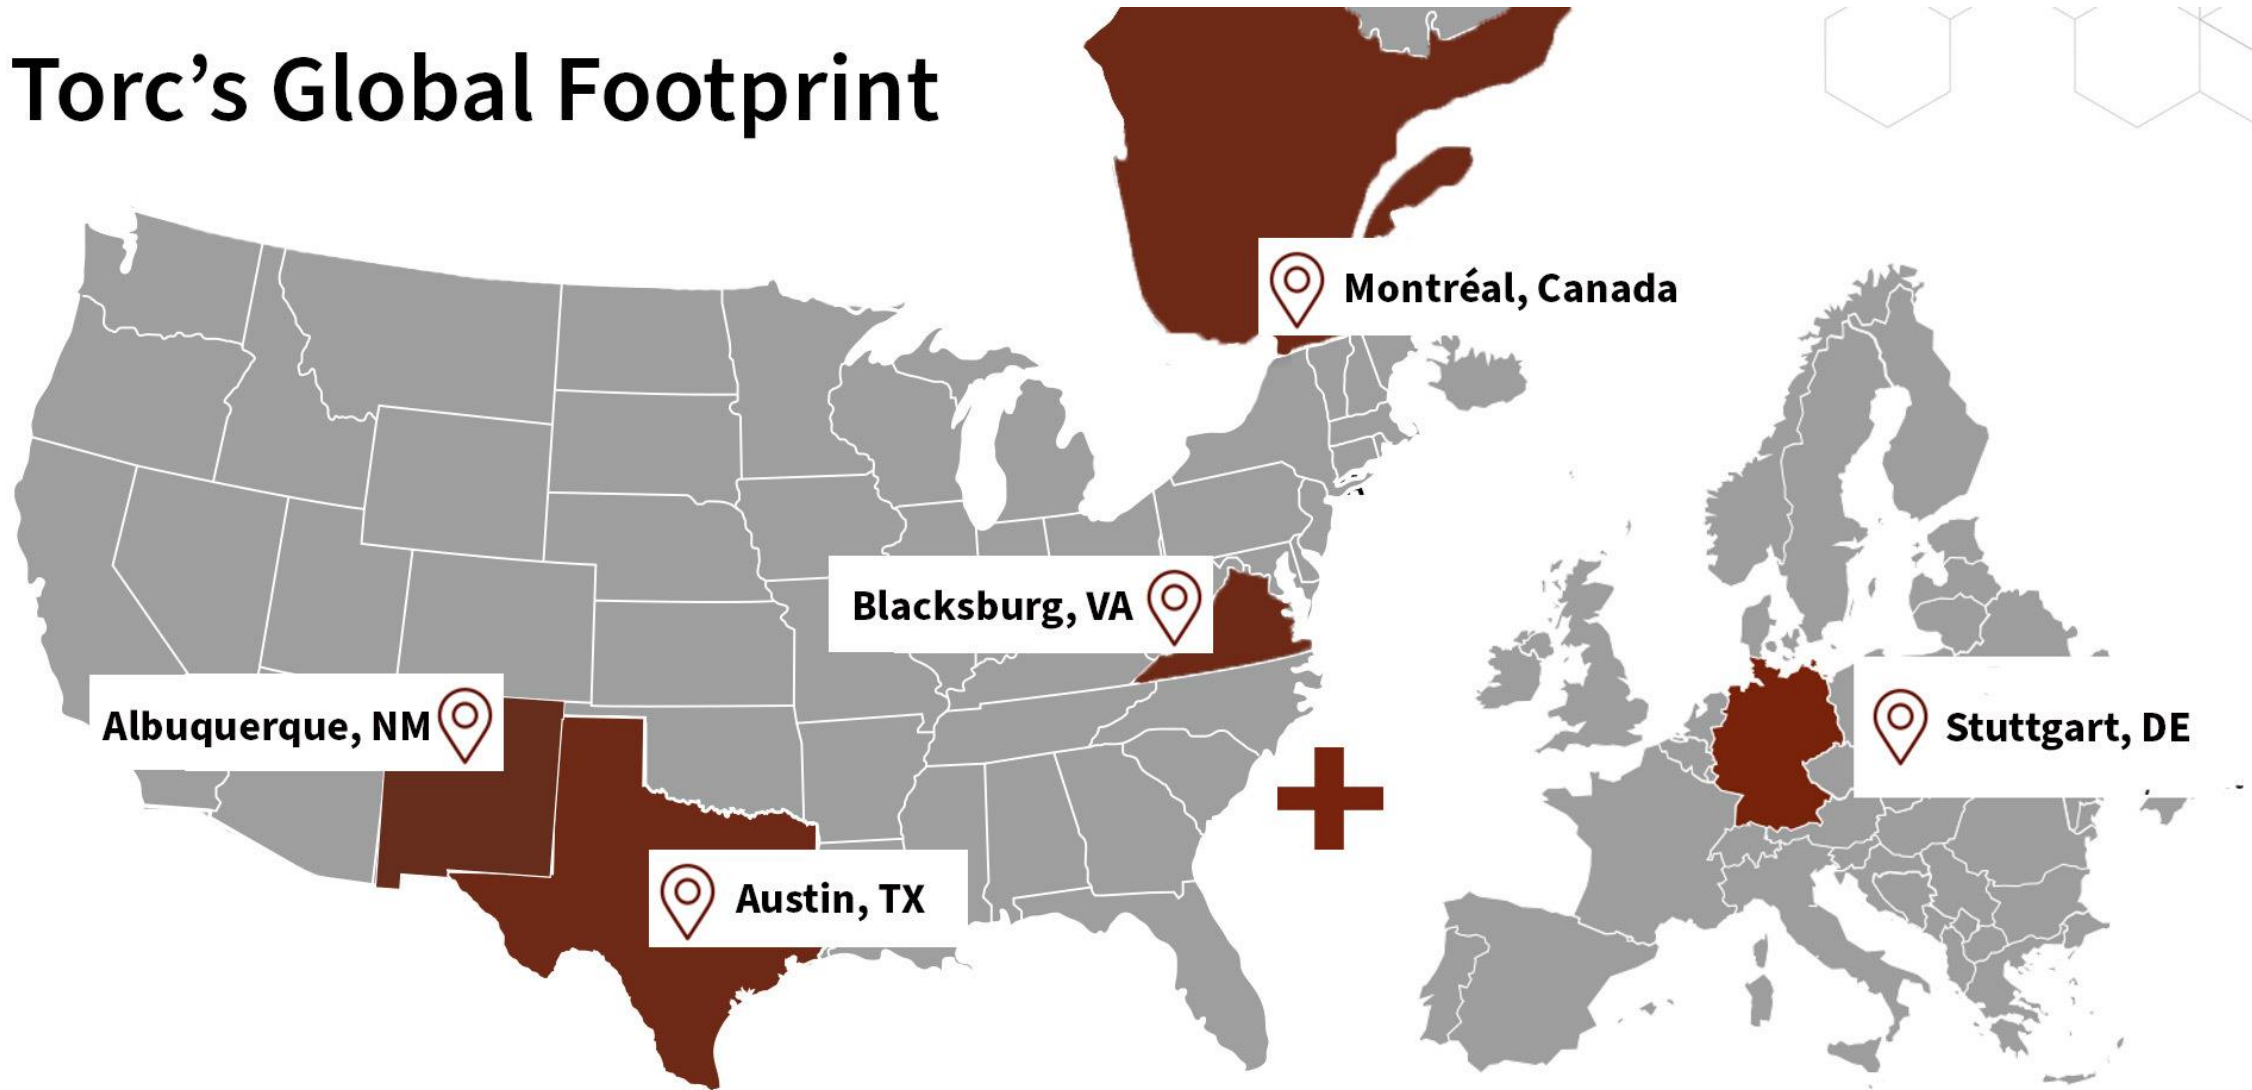 Torc’s Global Footprint
Montréal, Canada
Blacksburg, VA
Albuquerque, NM
Stuttgart, DE
Austin, TX